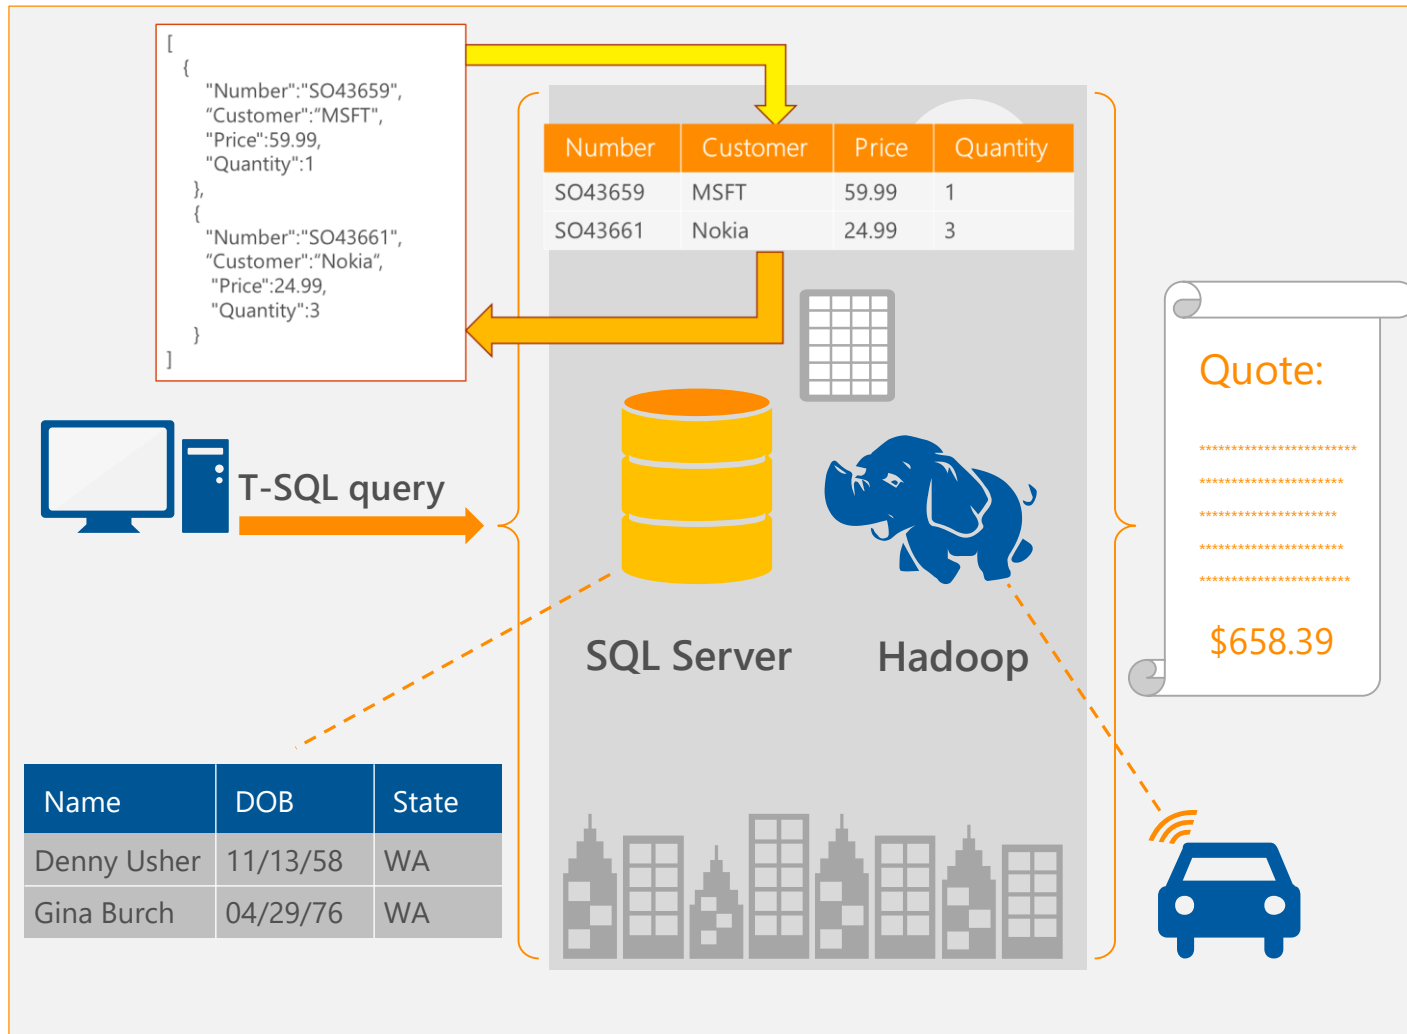 [
{
"Number":"SO43659",
“Customer":“MSFT",
"Price":59.99,
"Quantity":1
},
{
"Number":"SO43661",
“Customer":“Nokia“,
"Price":24.99,
"Quantity":3
}
]
Number Customer Price Quantity
SO43659 MSFT 59.99 1
SO43661 Nokia 24.99 3
T-SQL query
SQL Server
Hadoop
Quote:
************************
**********************
*********************
**********************
***********************
$658.39
Name DOB State
Denny Usher 11/13/58 WA
Gina Burch 04/29/76 WA